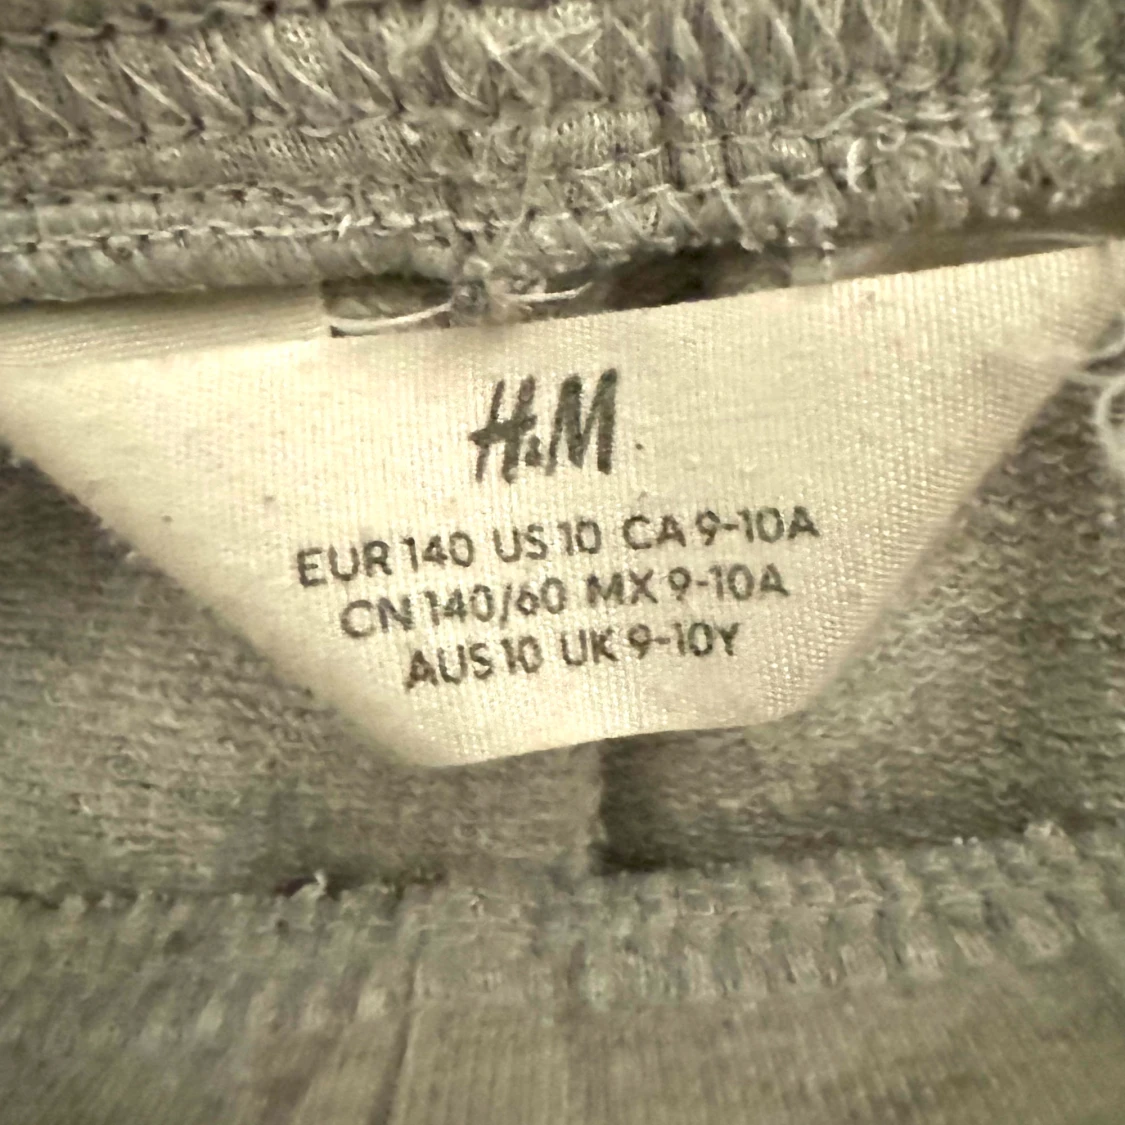 H&M
EUR 140 US 10 CA 9-10A
CN 140/60 MX 9-10A
AUS 10 UK 9-10Y